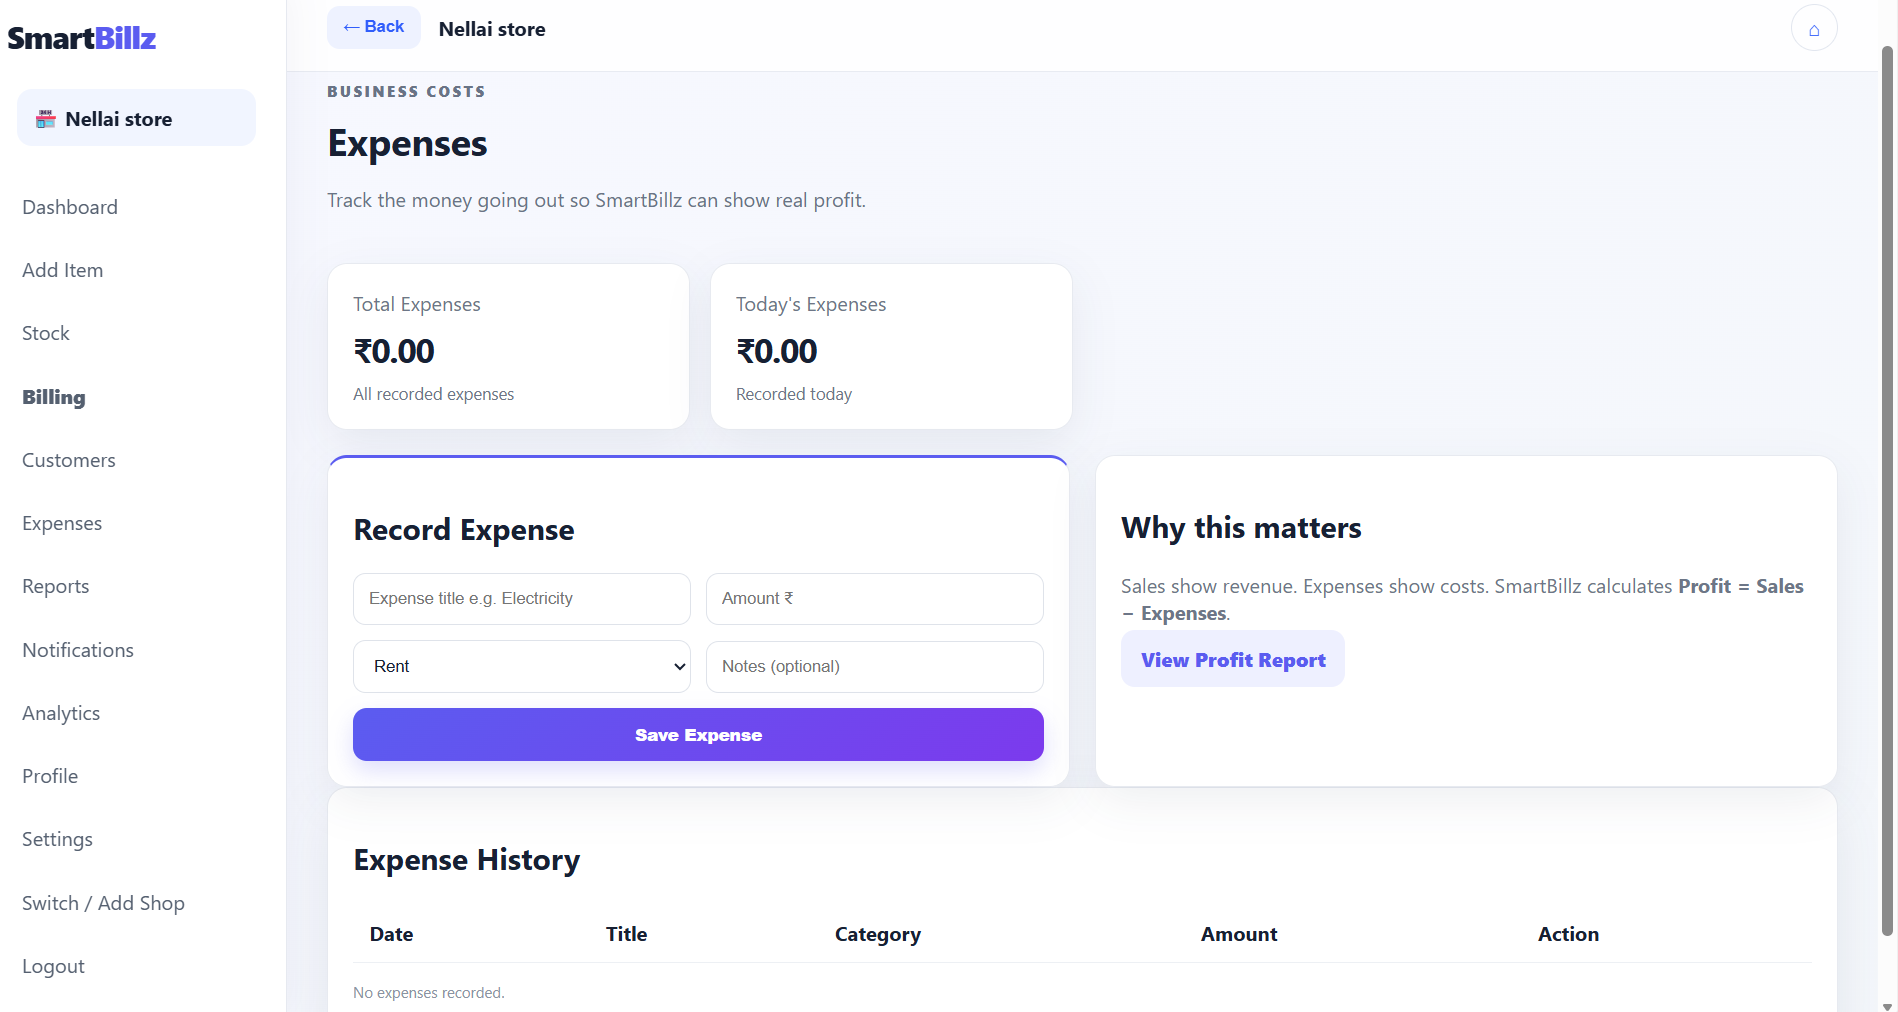 SmartBillz
Nellai store
Dashboard
Add Item
Stock
Billing
Customers
Expenses
Reports
Notifications
Analytics
Profile
Settings
Switch / Add Shop
Logout
← Back
Nellai store
BUSINESS COSTS
Expenses
Track the money going out so SmartBillz can show real profit.
Total Expenses
₹0.00
All recorded expenses
Today's Expenses
₹0.00
Recorded today
Record Expense
Expense title e.g. Electricity
Amount ₹
Rent
Notes (optional)
Save Expense
Why this matters
Sales show revenue. Expenses show costs. SmartBillz calculates Profit = Sales
− Expenses.
View Profit Report
Expense History
Date Title Category Amount Action
No expenses recorded.